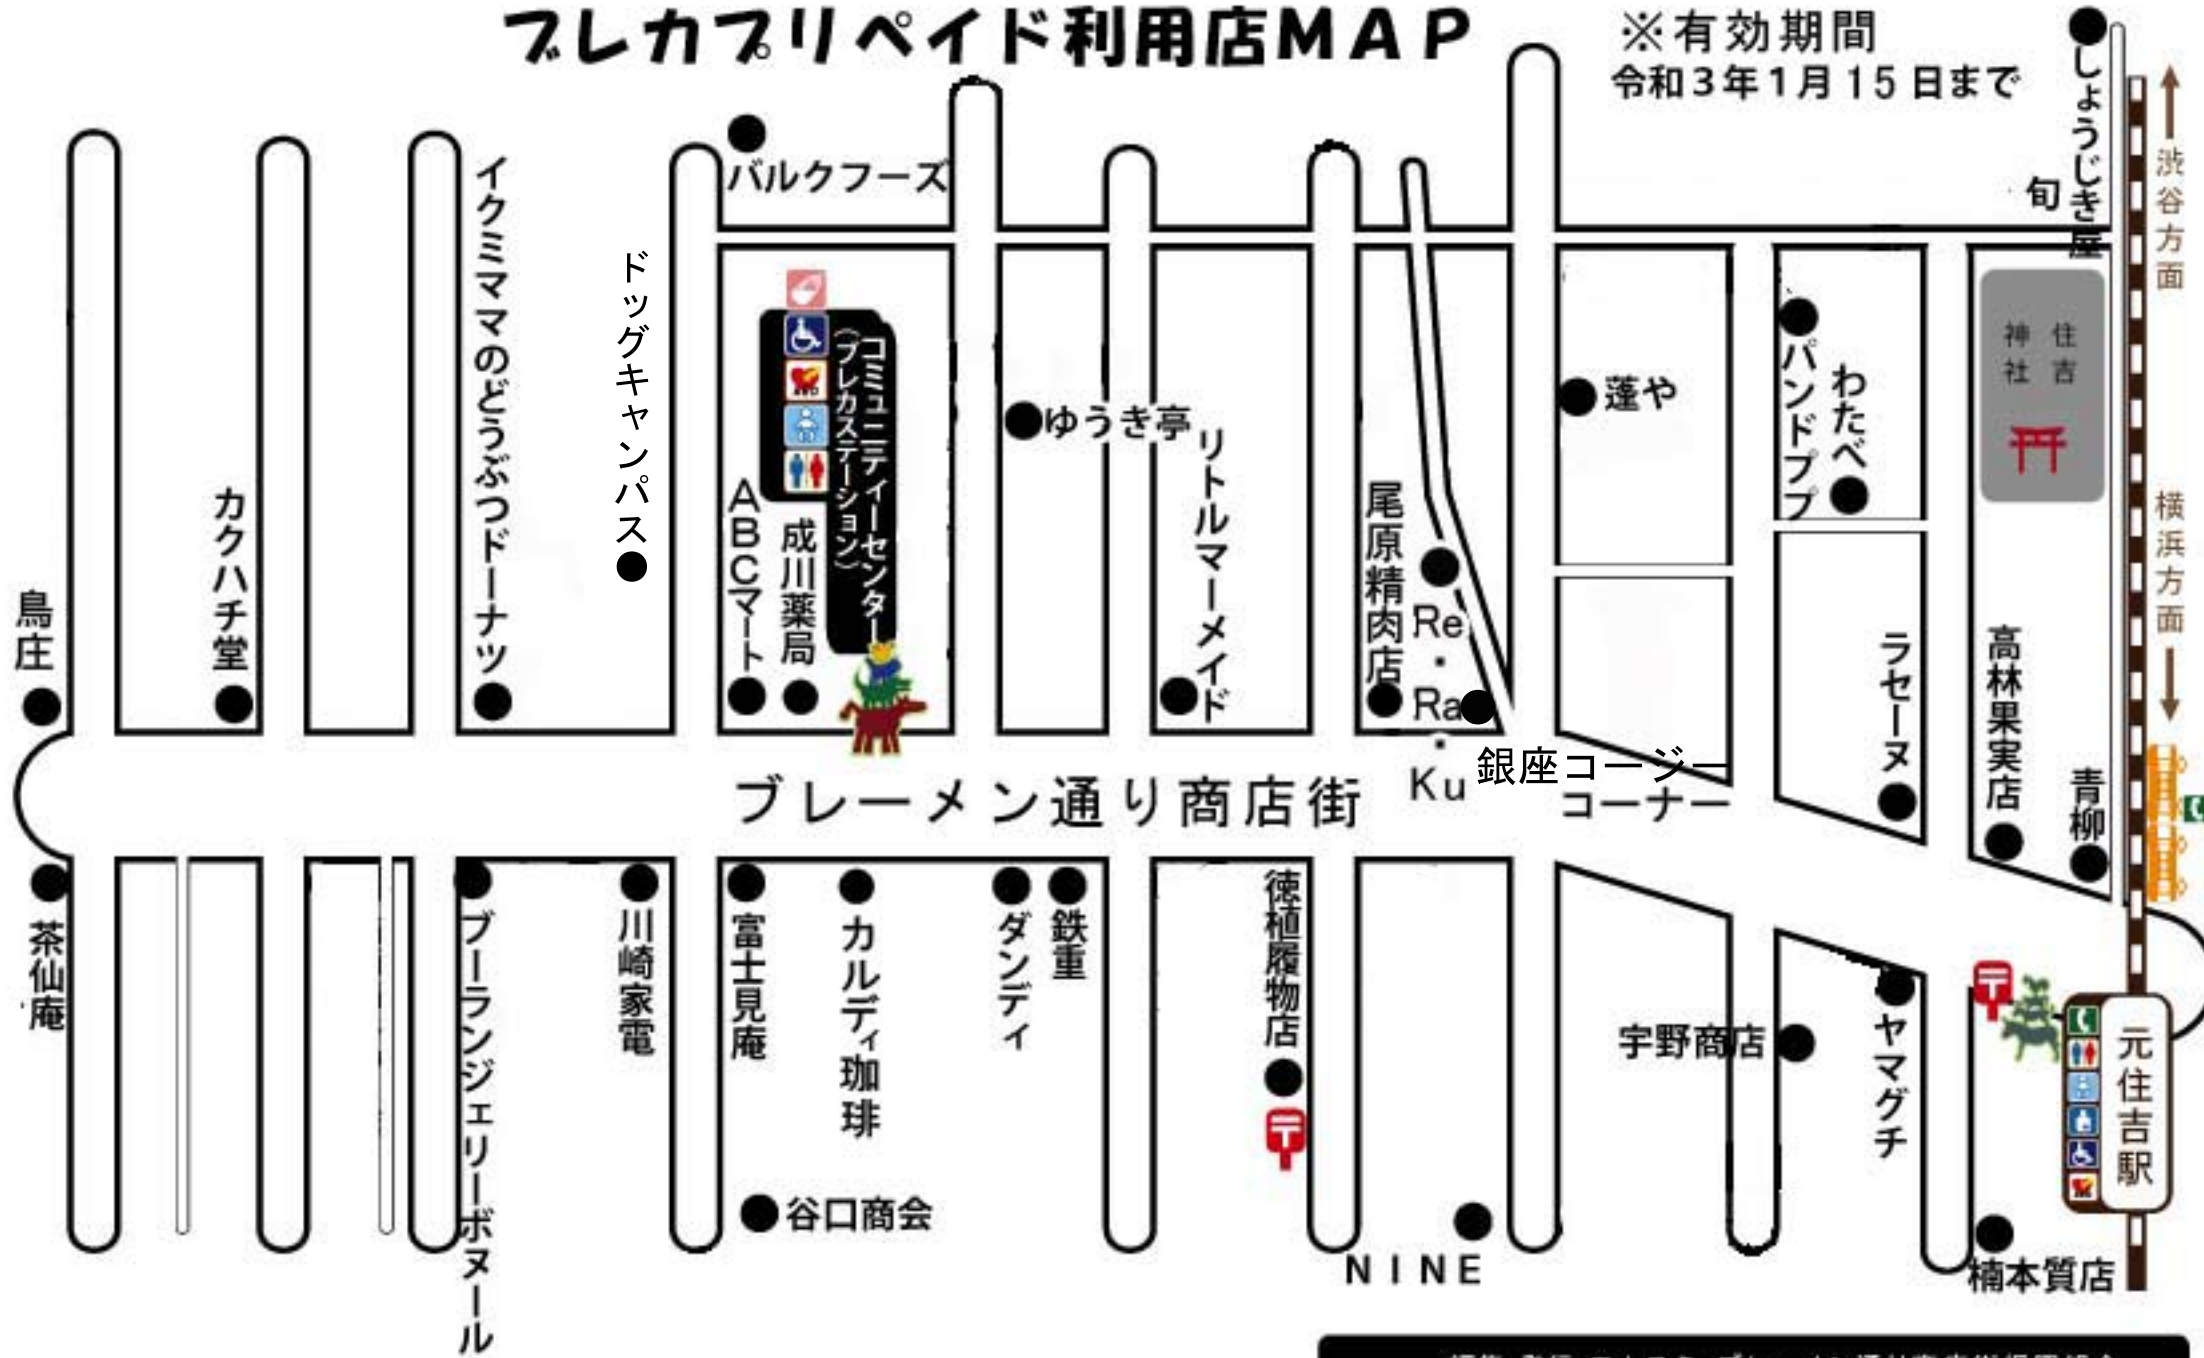 ブレカプリペイド利用店MAP
※有効期間
令和3年1月15日まで
しょうじき屋
旬
渋谷方面
横浜方面
バルクフーズ
イクミママのどうぶつドーナツ
ドッグキャンパス
コミュニティーセンター
(ブレカステーション)
ゆうき亭
リトルマーメイド
蓬や
パンドププ
わたべ
住吉
神社
カクハチ堂
鳥庄
ABCマート
成川薬局
尾原精肉店
Re・Ra・Ku
銀座コージー
コーナー
ラセーヌ
高林果実店
青柳
ブレーメン通り商店街
茶仙庵
ブーランジェリーボヌール
川崎家電
富士見庵
カルディ珈琲
ダンディ
鉄重
徳植履物店
宇野商店
ヤマグチ
元住吉駅
谷口商会
NINE
楠本質店